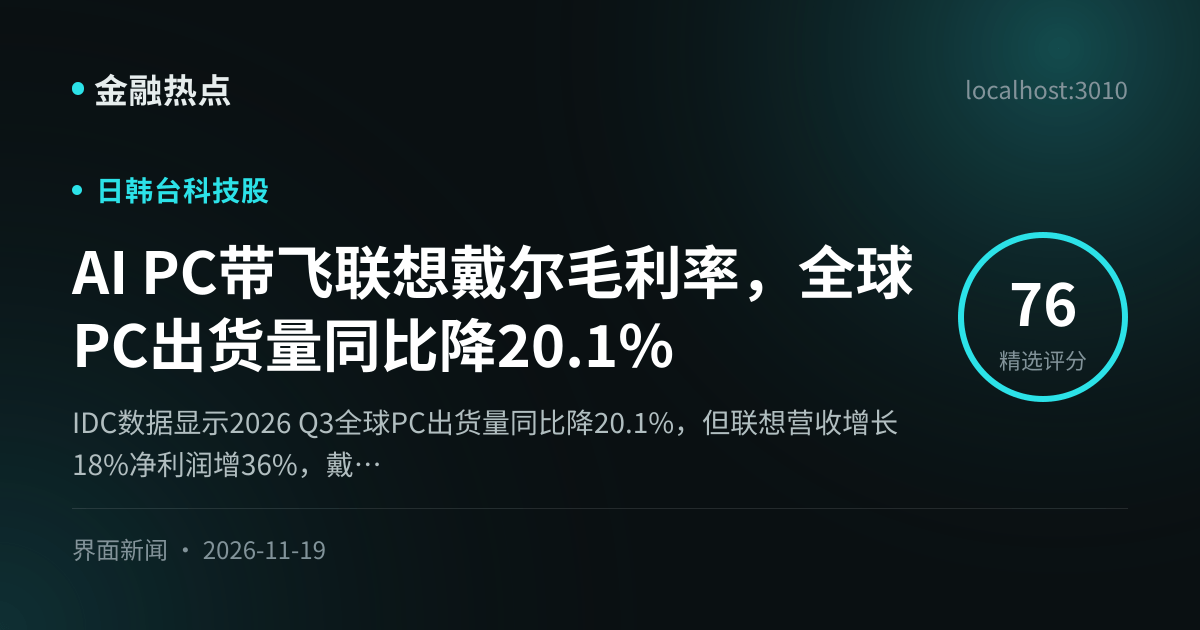 金融热点
localhost:3010
日韩台科技股
AI PC带飞联想戴尔毛利率，全球
PC出货量同比降20.1%
76
精选评分
IDC数据显示2026 Q3全球PC出货量同比降20.1%，但联想营收增长
18%净利润增36%，戴…
界面新闻 • 2026-11-19